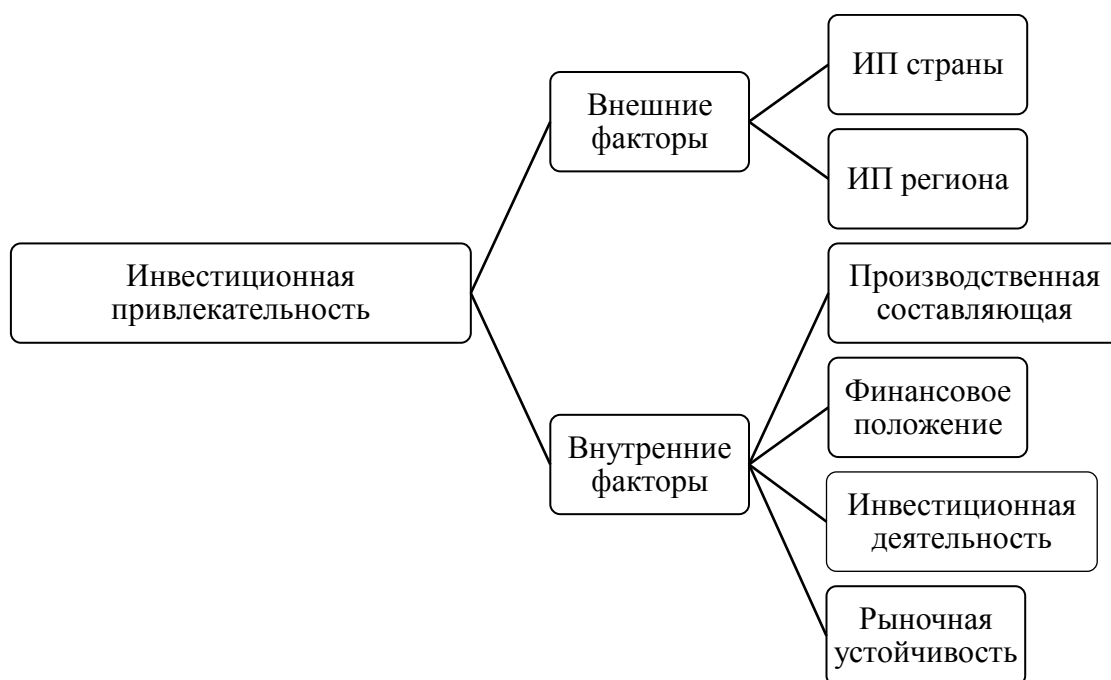 Инвестиционная
привлекательность
Внешние
факторы
ИП страны
ИП региона
Внутренние
факторы
Производственная
составляющая
Финансовое
положение
Инвестиционная
деятельность
Рыночная
устойчивость